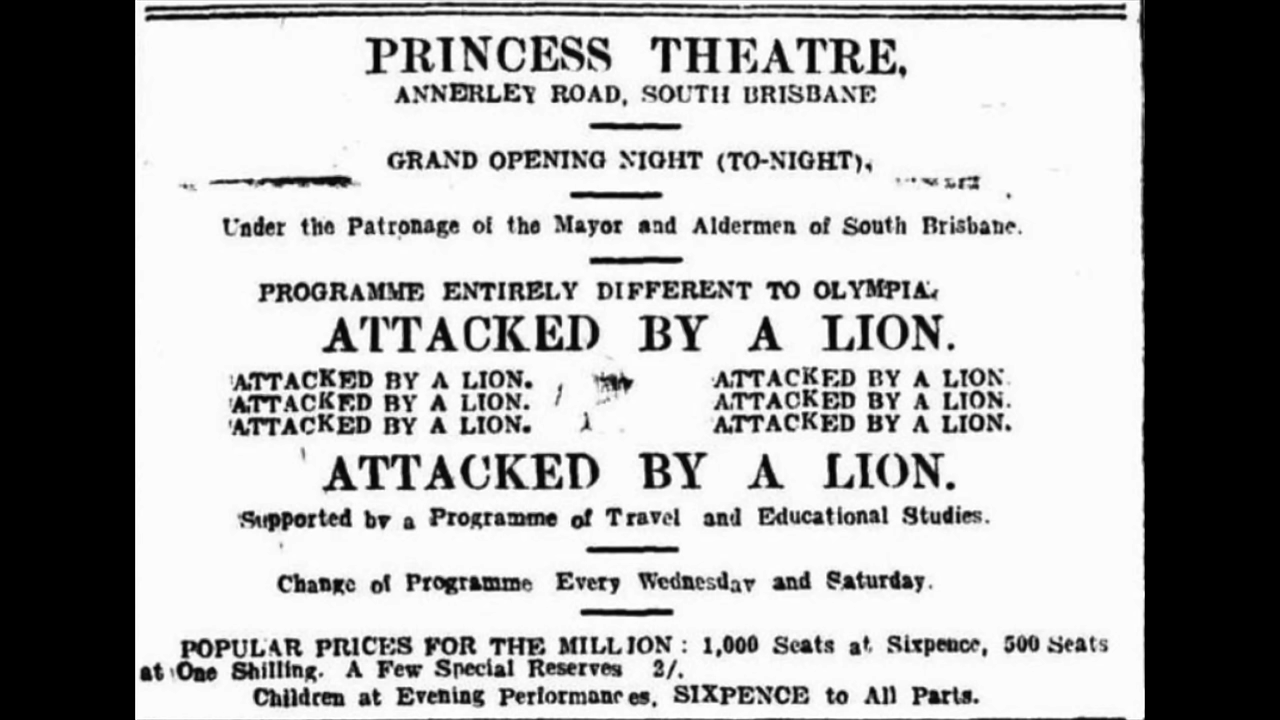 PRINCESS THEATRE,
ANNERLEY ROAD, SOUTH BRISBANE
GRAND OPENING NIGHT (TO-NIGHT),
Under the Patronage of the Mayor and Aldermen of South Brisbane.
PROGRAMME ENTIRELY DIFFERENT TO OLYMPIA.
ATTACKED BY A LION.
ATTACKED BY A LION. ATTACKED BY A LION.
ATTACKED BY A LION. ATTACKED BY A LION.
ATTACKED BY A LION. ATTACKED BY A LION.
ATTACKED BY A LION.
Supported by a Programme of Travel and Educational Studies.
Change of Programme Every Wednesday and Saturday.
POPULAR PRICES FOR THE MILLION: 1,000 Seats at Sixpence, 500 Seats
at One Shilling. A Few Special Reserves 2/.
Children at Evening Performances, SIXPENCE to All Parts.